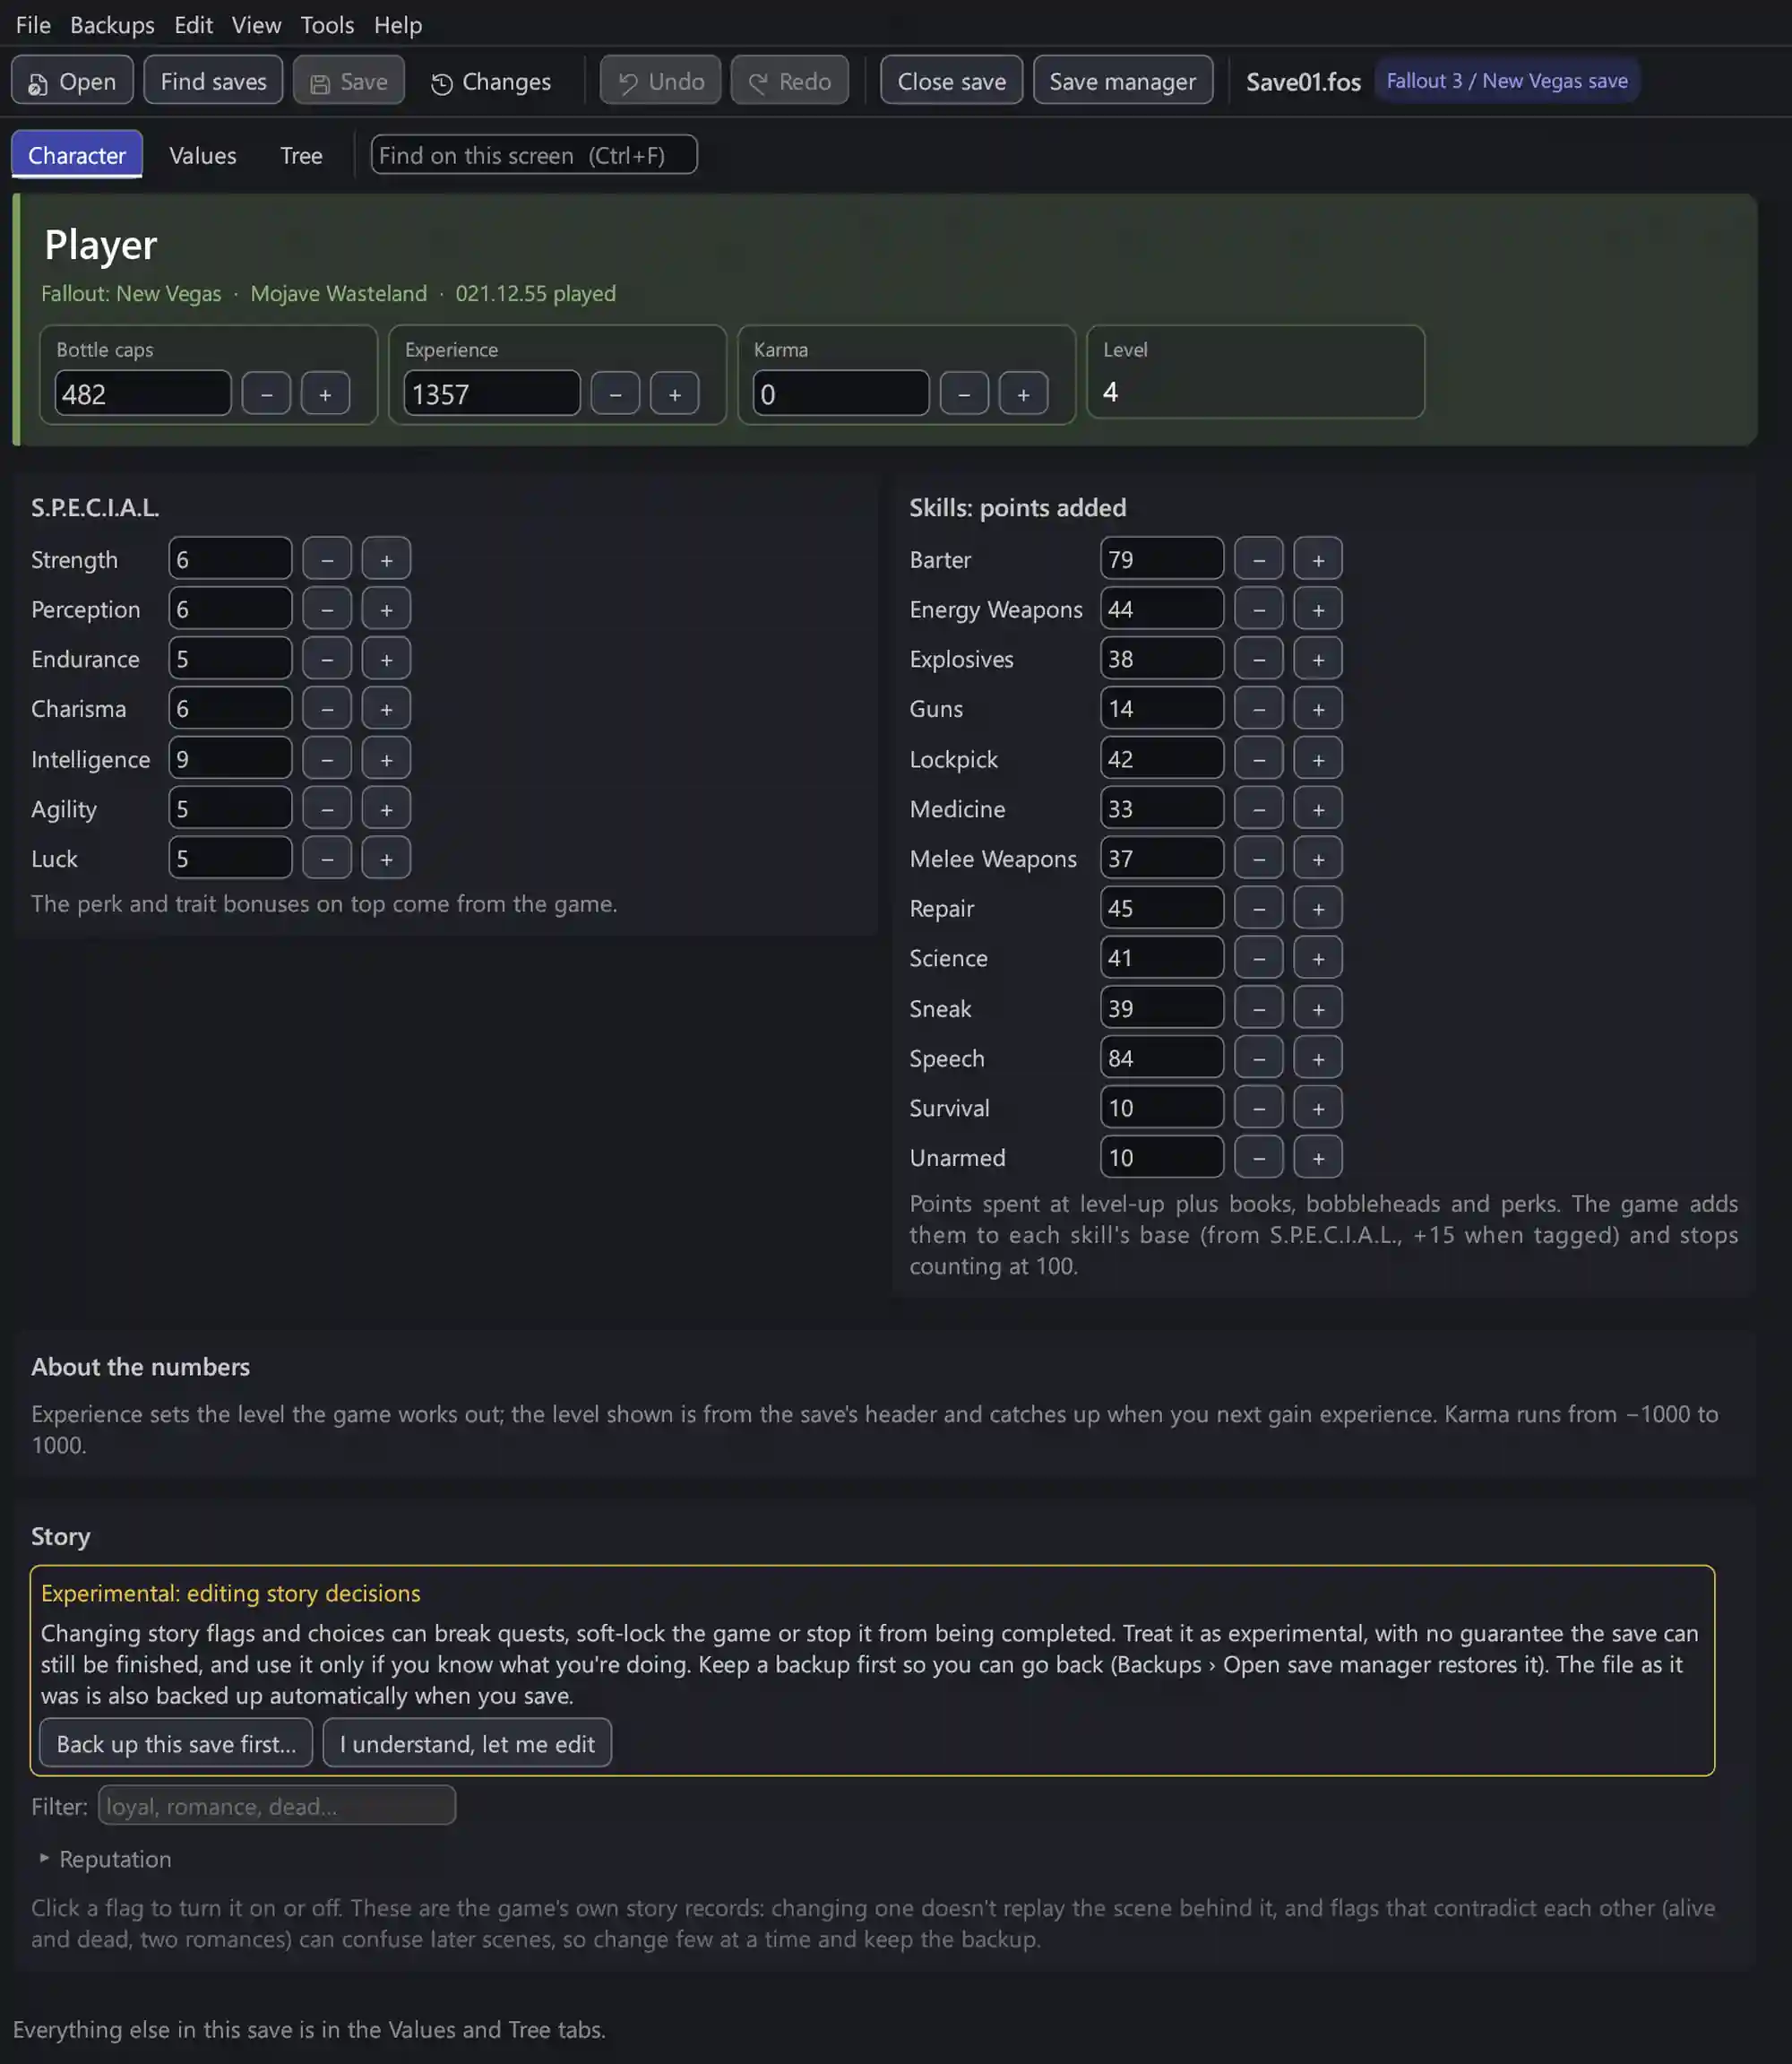 File Backups Edit View Tools Help
Open Find saves Save Changes Undo Redo Close save Save manager Save01.fos Fallout 3 / New Vegas save
Character Values Tree Find on this screen (Ctrl+F)
Player
Fallout: New Vegas · Mojave Wasteland · 021.12.55 played
Bottle caps Experience Karma Level
482 − + 1357 − + 0 − + 4
S.P.E.C.I.A.L.
Strength 6 − +
Perception 6 − +
Endurance 5 − +
Charisma 6 − +
Intelligence 9 − +
Agility 5 − +
Luck 5 − +
The perk and trait bonuses on top come from the game.
Skills: points added
Barter 79 − +
Energy Weapons 44 − +
Explosives 38 − +
Guns 14 − +
Lockpick 42 − +
Medicine 33 − +
Melee Weapons 37 − +
Repair 45 − +
Science 41 − +
Sneak 39 − +
Speech 84 − +
Survival 10 − +
Unarmed 10 − +
Points spent at level-up plus books, bobbleheads and perks. The game adds
them to each skill's base (from S.P.E.C.I.A.L., +15 when tagged) and stops
counting at 100.
About the numbers
Experience sets the level the game works out; the level shown is from the save's header and catches up when you next gain experience. Karma runs from −1000 to
1000.
Story
Experimental: editing story decisions
Changing story flags and choices can break quests, soft-lock the game or stop it from being completed. Treat it as experimental, with no guarantee the save can
still be finished, and use it only if you know what you're doing. Keep a backup first so you can go back (Backups › Open save manager restores it). The file as it
was is also backed up automatically when you save.
Back up this save first... I understand, let me edit
Filter: loyal, romance, dead...
▸ Reputation
Click a flag to turn it on or off. These are the game's own story records: changing one doesn't replay the scene behind it, and flags that contradict each other (alive
and dead, two romances) can confuse later scenes, so change few at a time and keep the backup.
Everything else in this save is in the Values and Tree tabs.